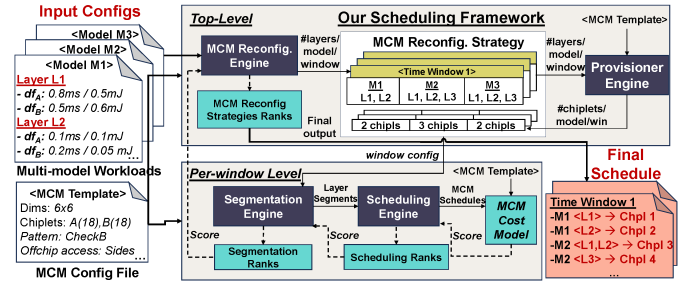 Input Configs
<Model M3>
<Model M2>
<Model M1>
Layer L1
- dfA: 0.8ms / 0.5mJ
- dfB: 0.5ms / 0.6mJ
Layer L2
- dfA: 0.1ms / 0.1mJ
- dfB: 0.2ms / 0.05 mJ
...
Multi-model Workloads
<MCM Template>
Dims: 6x6
Chiplets: A(18),B(18)
Pattern: CheckB
Offchip access: Sides
...
MCM Config File
Top-Level
Our Scheduling Framework
MCM Reconfig.
Engine
#layers/
model/
window
MCM Reconfig
Strategies Ranks
Final
output
MCM Reconfig. Strategy
<Time Window 1>
M1
L1, L2
M2
L1, L2, L3
M3
L1, L2, L3
2 chipls
3 chipls
2 chipls
#layers/
model/
window
<MCM Template>
Provisioner
Engine
#chiplets/
model/win
window config
Per-window Level
Segmentation
Engine
Layer
Segments
Scheduling
Engine
MCM
Schedules
<MCM Template>
MCM
Cost
Model
Score
Score
Score
Segmentation
Ranks
Scheduling Ranks
Final
Schedule
Time Window 1
-M1 <L1> → Chpl 1
-M1 <L2> → Chpl 2
-M2 <L1,L2> → Chpl 3
-M2 <L3> → Chpl 4
...